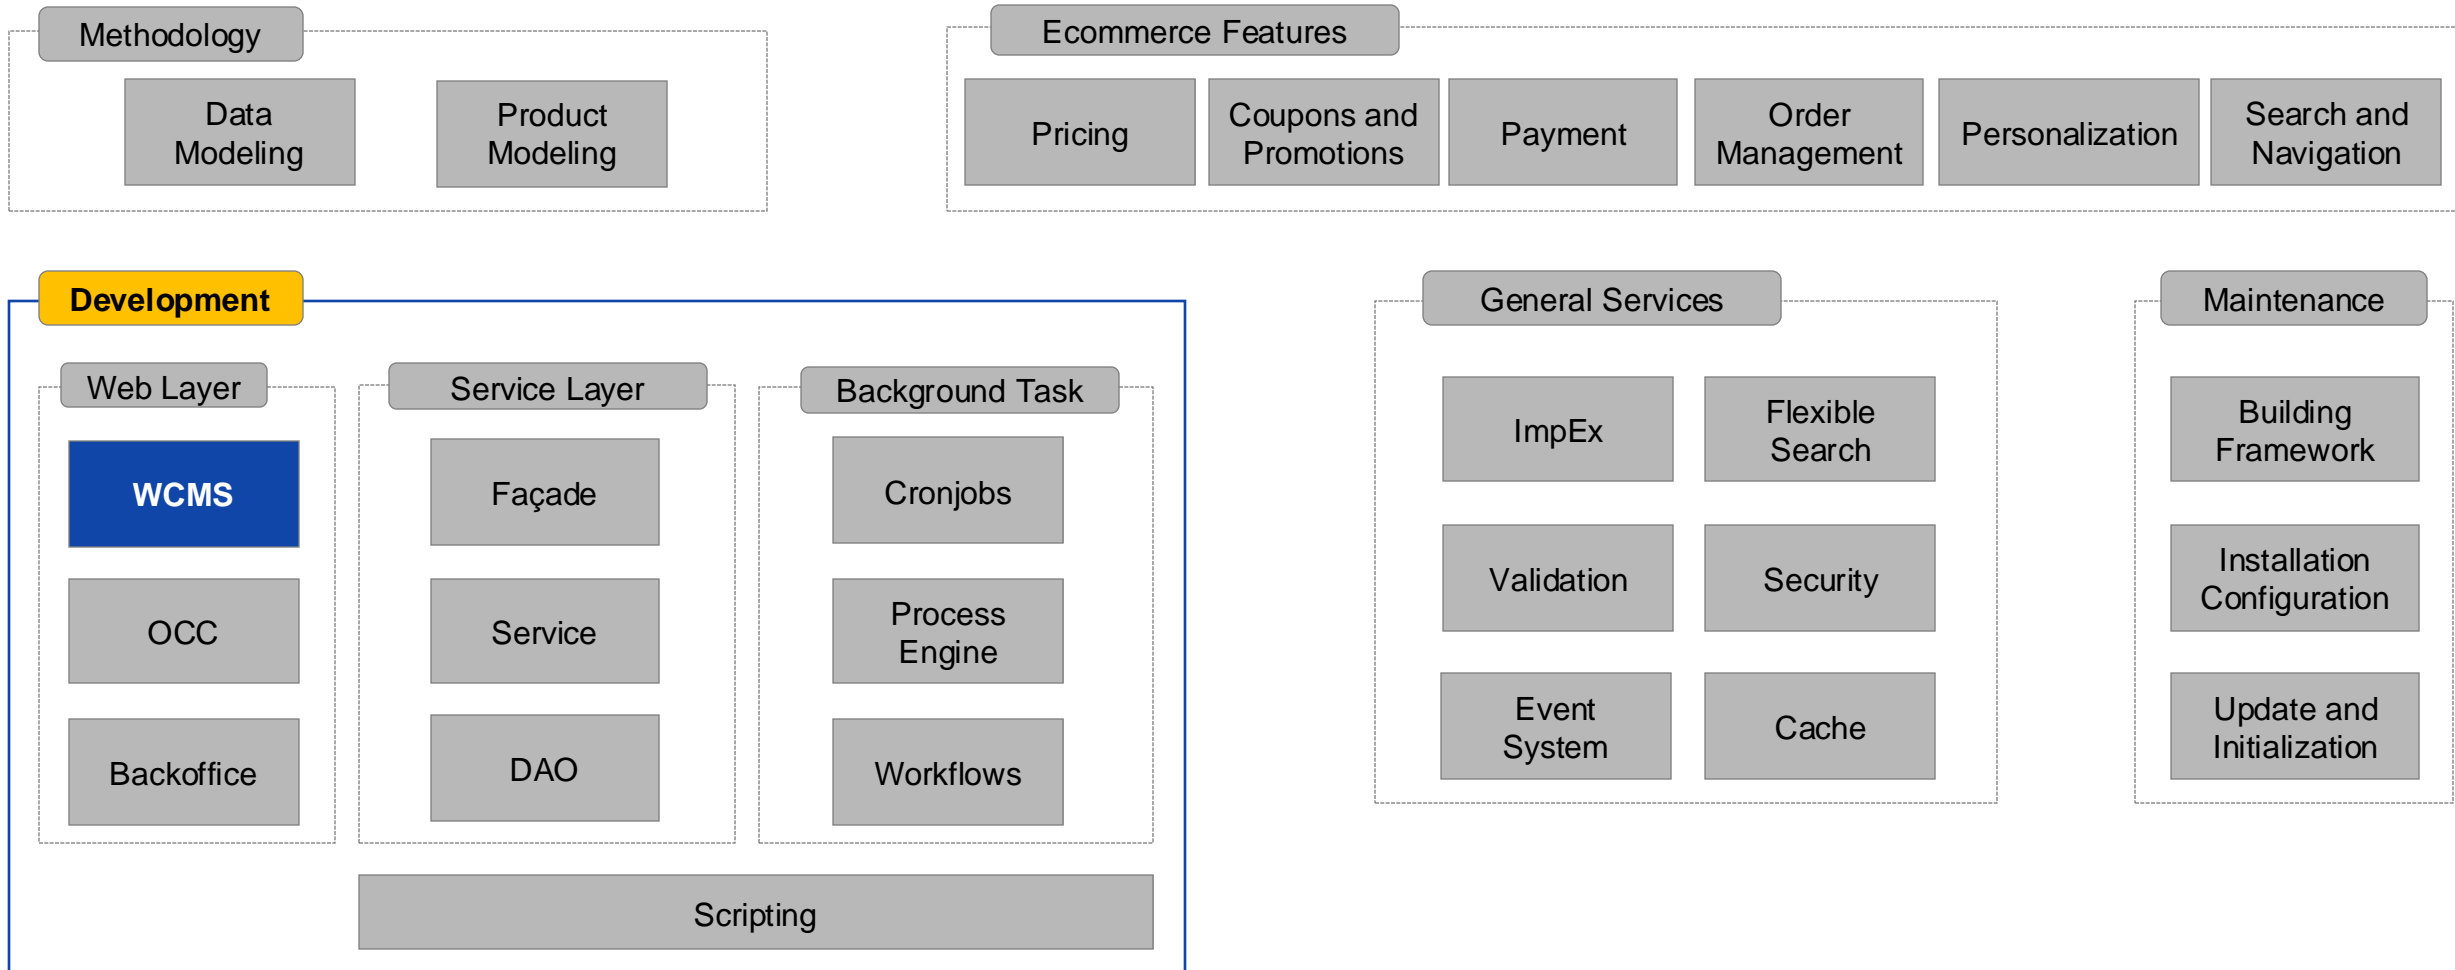 Methodology
Data
Modeling
Product
Modeling
Ecommerce Features
Pricing
Coupons and
Promotions
Payment
Order
Management
Personalization
Search and
Navigation
Development
Web Layer
WCMS
OCC
Backoffice
Service Layer
Façade
Service
DAO
Background Task
Cronjobs
Process
Engine
Workflows
Scripting
General Services
ImpEx
Flexible
Search
Validation
Security
Event
System
Cache
Maintenance
Building
Framework
Installation
Configuration
Update and
Initialization